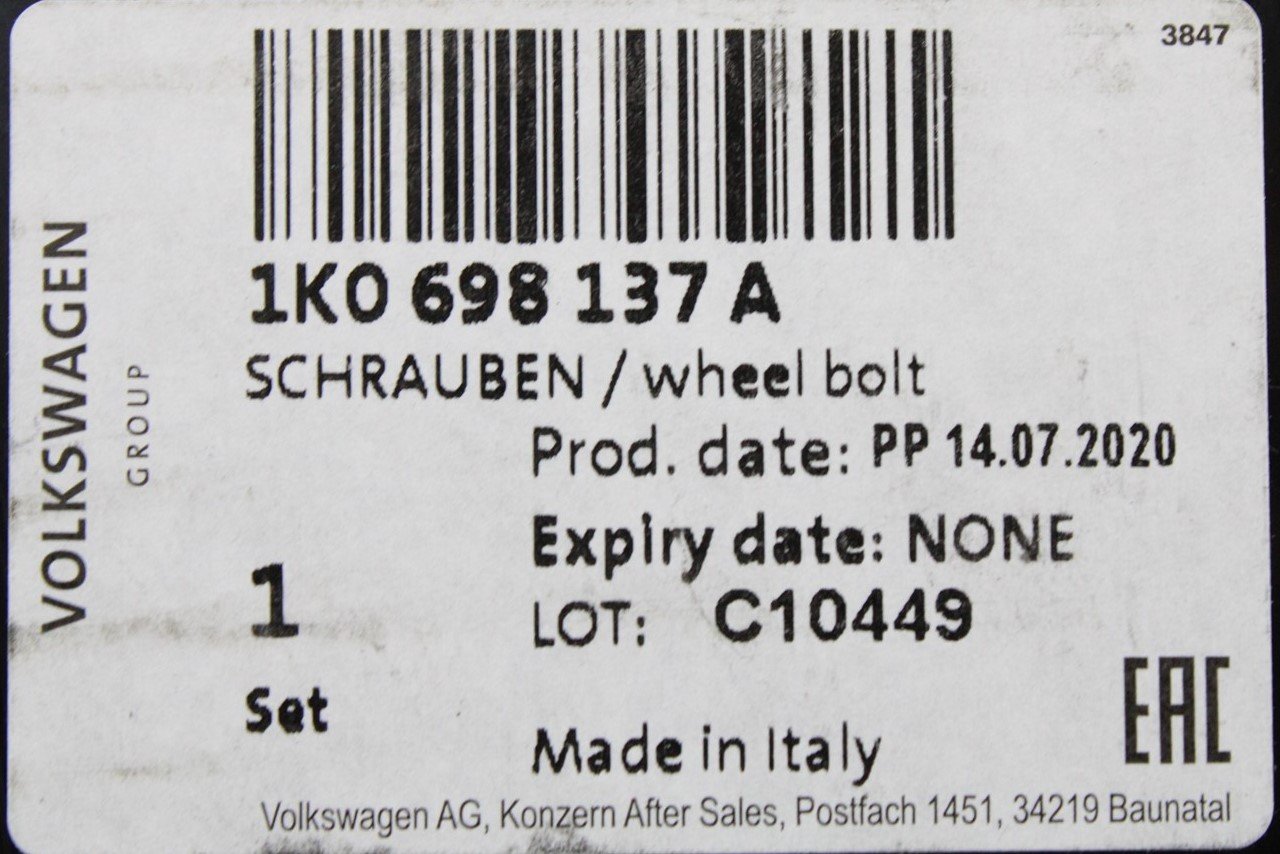 3847
VOLKSWAGEN
GROUP
1K0 698 137 A
SCHRAUBEN / wheel bolt
Prod. date: PP 14.07.2020
Expiry date: NONE
1
LOT: C10449
Set
EAC
Made in Italy
Volkswagen AG, Konzern After Sales, Postfach 1451, 34219 Baunatal